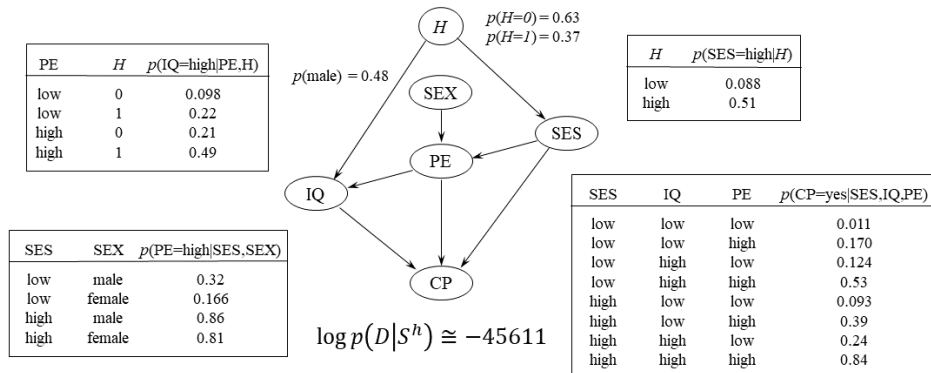 H
p(H=0) = 0.63
p(H=1) = 0.37
p(male) = 0.48
SEX
SES
PE
IQ
CP
PE H p(IQ=high|PE,H)
low 0 0.098
low 1 0.22
high 0 0.21
high 1 0.49
H p(SES=high|H)
low 0.088
high 0.51
SES SEX p(PE=high|SES,SEX)
low male 0.32
low female 0.166
high male 0.86
high female 0.81
SES IQ PE p(CP=yes|SES,IQ,PE)
low low low 0.011
low low high 0.170
low high low 0.124
low high high 0.53
high low low 0.093
high low high 0.39
high high low 0.24
high high high 0.84
log p(D|Sʰ) ≅ −45611